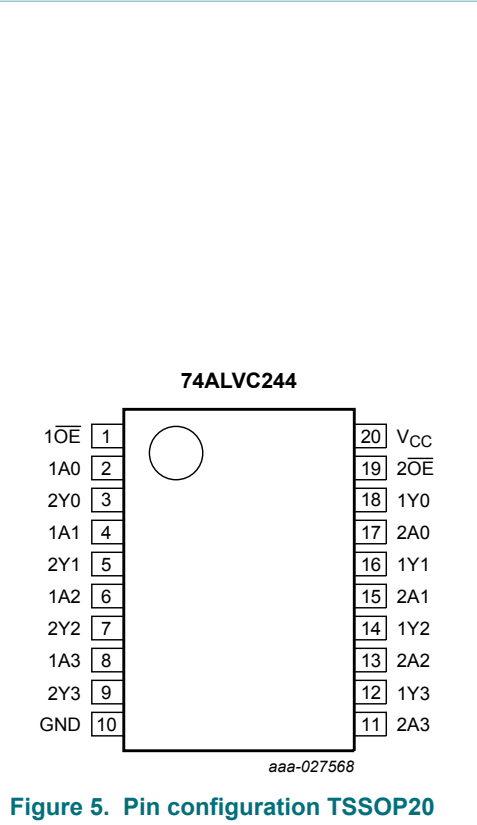 74ALVC244
1O̅E̅ 1 20 VCC
1A0 2 19 2O̅E̅
2Y0 3 18 1Y0
1A1 4 17 2A0
2Y1 5 16 1Y1
1A2 6 15 2A1
2Y2 7 14 1Y2
1A3 8 13 2A2
2Y3 9 12 1Y3
GND 10 11 2A3
aaa-027568
Figure 5. Pin configuration TSSOP20